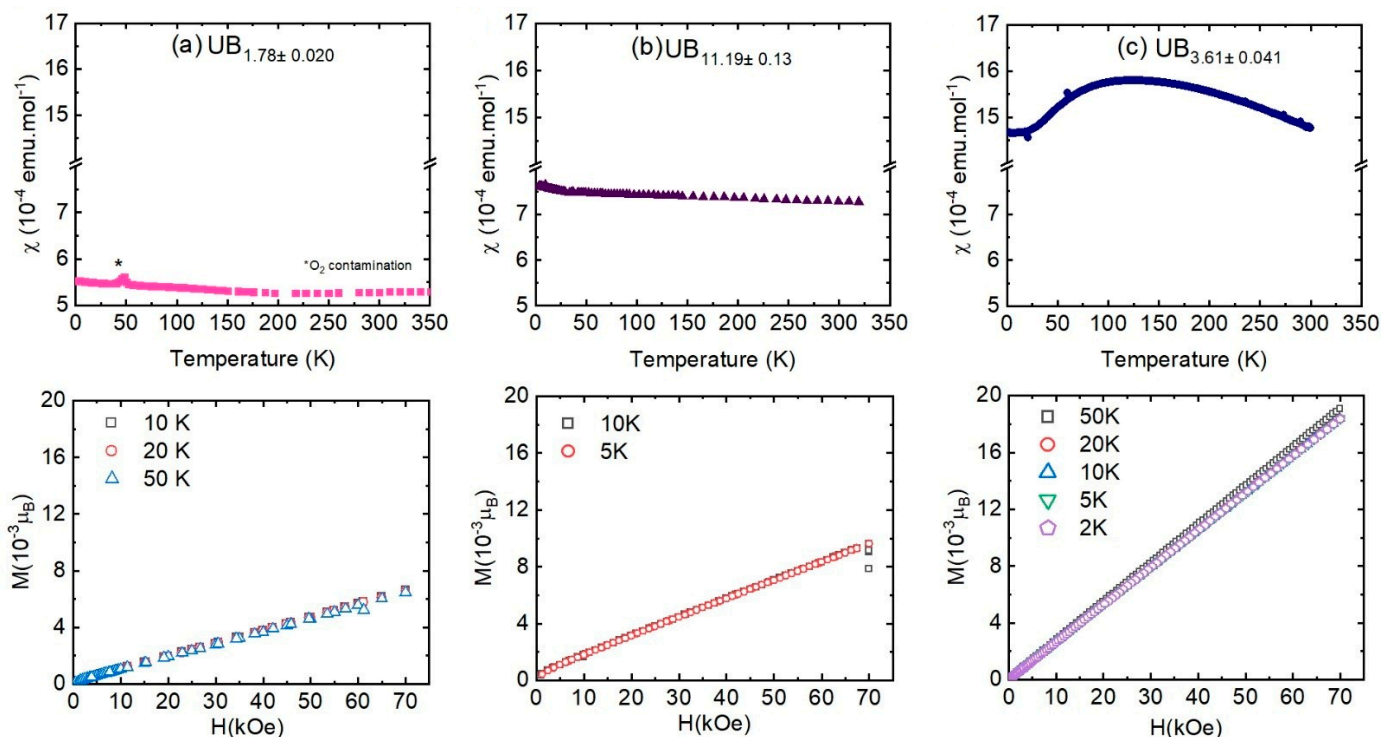 (a) UB1.78± 0.020
17
16
15
7
6
5
χ (10-4 emu.mol-1)
*
*O2 contamination
0 50 100 150 200 250 300 350
Temperature (K)
(b) UB11.19± 0.13
17
16
15
7
6
5
χ (10-4 emu.mol-1)
0 50 100 150 200 250 300 350
Temperature (K)
(c) UB3.61± 0.041
17
16
15
7
6
5
χ (10-4 emu.mol-1)
0 50 100 150 200 250 300 350
Temperature (K)
20
16
12
8
4
0
M(10-3μB)
10 K
20 K
50 K
0 10 20 30 40 50 60 70
H(kOe)
20
16
12
8
4
0
M(10-3μB)
10K
5K
0 10 20 30 40 50 60 70
H(kOe)
20
16
12
8
4
0
M(10-3μB)
50K
20K
10K
5K
2K
0 10 20 30 40 50 60 70
H(kOe)